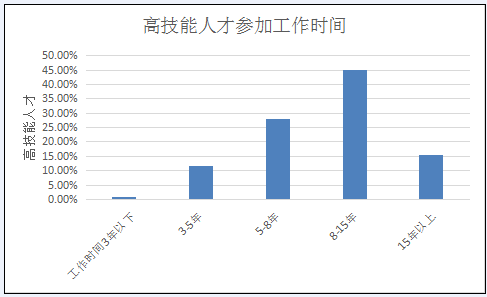 高技能人才参加工作时间
50.00%
45.00%
40.00%
35.00%
30.00%
25.00%
20.00%
15.00%
10.00%
5.00%
0.00%
高技能人才
工作时间3年以下
3-5年
5-8年
8-15年
15年以上